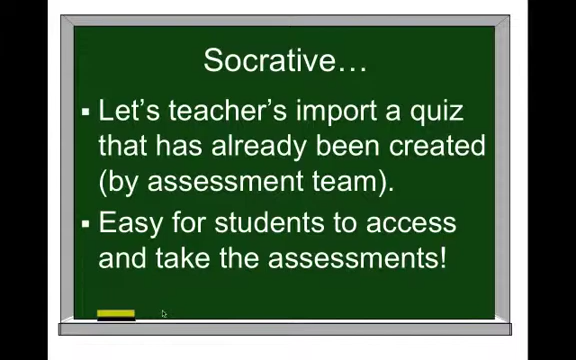 Socrative…
▪ Let's teacher's import a quiz
that has already been created
(by assessment team).
▪ Easy for students to access
and take the assessments!